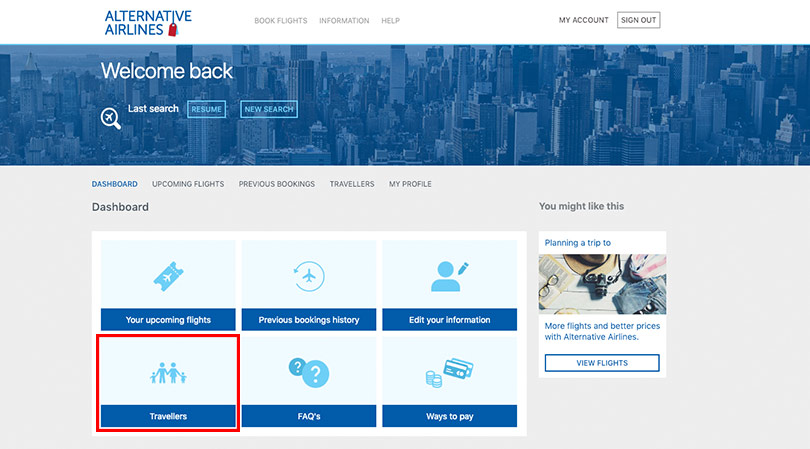 ALTERNATIVE
AIRLINES
BOOK FLIGHTS INFORMATION HELP
MY ACCOUNT SIGN OUT
Welcome back
Last search RESUME NEW SEARCH
DASHBOARD UPCOMING FLIGHTS PREVIOUS BOOKINGS TRAVELLERS MY PROFILE
Dashboard
You might like this
Your upcoming flights
Previous bookings history
Edit your information
? ?
Travellers
FAQ's
Ways to pay
Planning a trip to
More flights and better prices
with Alternative Airlines.
VIEW FLIGHTS